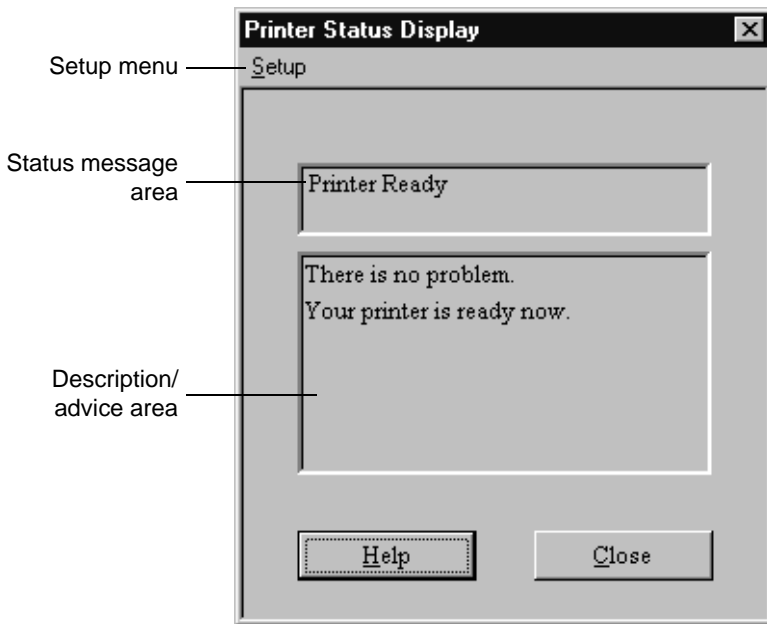 Printer Status Display
Setup menu
Setup
Status message
area
Printer Ready
There is no problem.
Your printer is ready now.
Description/
advice area
Help
Close